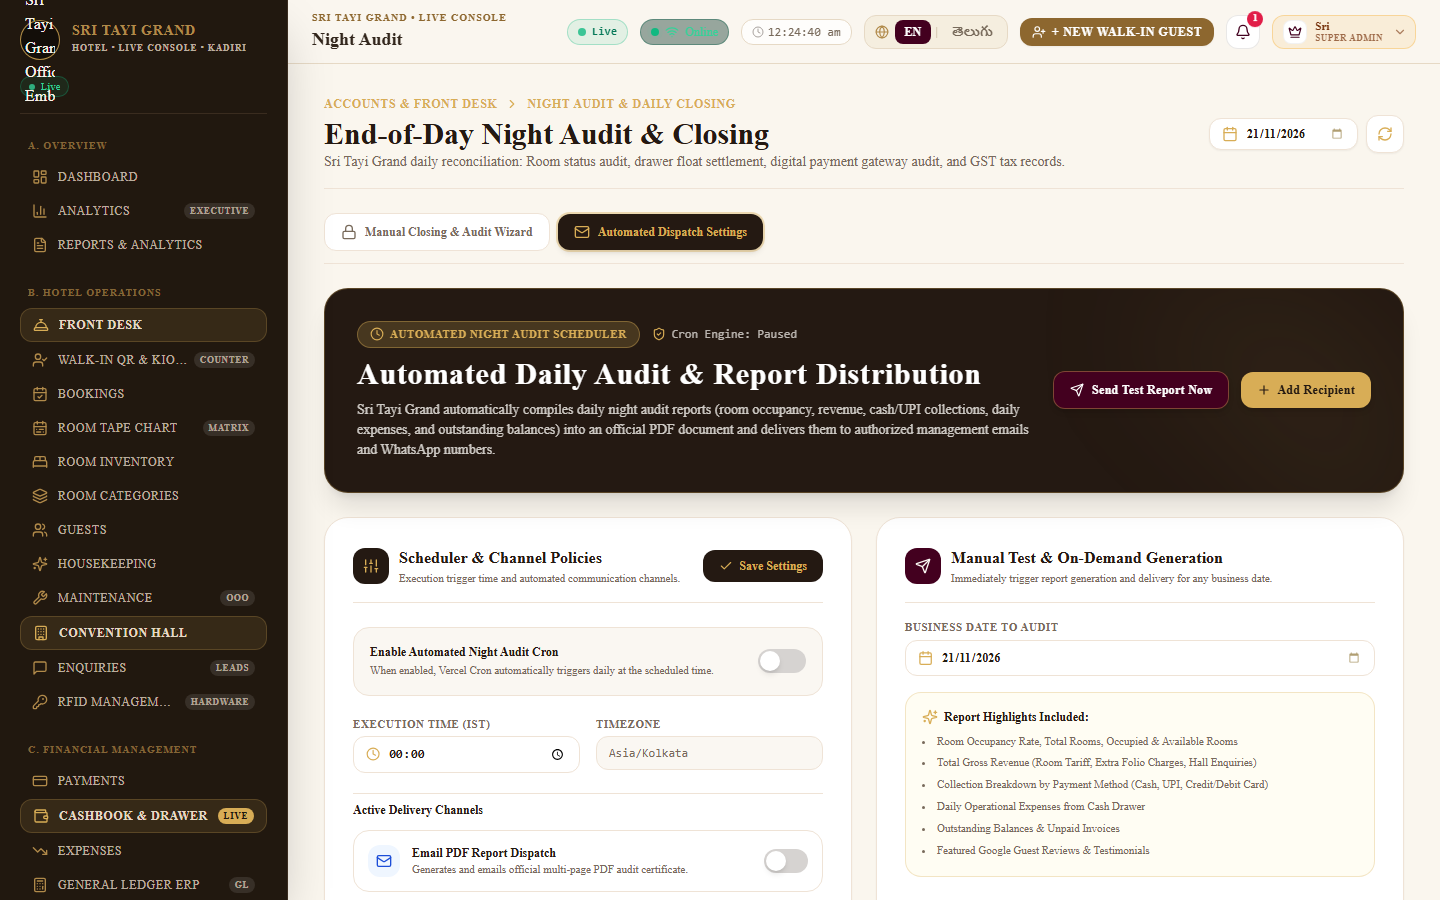 Sri
Tayi
Gran
Offic
Emb
SRI TAYI GRAND
HOTEL • LIVE CONSOLE • KADIRI
Live
A. OVERVIEW
DASHBOARD
ANALYTICS
EXECUTIVE
REPORTS & ANALYTICS
B. HOTEL OPERATIONS
FRONT DESK
WALK-IN QR & KIO...
COUNTER
BOOKINGS
ROOM TAPE CHART
MATRIX
ROOM INVENTORY
ROOM CATEGORIES
GUESTS
HOUSEKEEPING
MAINTENANCE
OOO
CONVENTION HALL
ENQUIRIES
LEADS
RFID MANAGEM...
HARDWARE
C. FINANCIAL MANAGEMENT
PAYMENTS
CASHBOOK & DRAWER
LIVE
EXPENSES
GENERAL LEDGER ERP
GL
SRI TAYI GRAND • LIVE CONSOLE
Night Audit
Live
12:24:40 am
EN
తెలుగు
+ NEW WALK-IN GUEST
1
Sri
SUPER ADMIN
ACCOUNTS & FRONT DESK > NIGHT AUDIT & DAILY CLOSING
End-of-Day Night Audit & Closing
Sri Tayi Grand daily reconciliation: Room status audit, drawer float settlement, digital payment gateway audit, and GST tax records.
21/11/2026
Manual Closing & Audit Wizard
Automated Dispatch Settings
AUTOMATED NIGHT AUDIT SCHEDULER
Cron Engine: Paused
Automated Daily Audit & Report Distribution
Sri Tayi Grand automatically compiles daily night audit reports (room occupancy, revenue, cash/UPI collections, daily
expenses, and outstanding balances) into an official PDF document and delivers them to authorized management emails
and WhatsApp numbers.
Send Test Report Now
Add Recipient
Scheduler & Channel Policies
Execution trigger time and automated communication channels.
Save Settings
Enable Automated Night Audit Cron
When enabled, Vercel Cron automatically triggers daily at the scheduled time.
EXECUTION TIME (IST)
00:00
TIMEZONE
Asia/Kolkata
Active Delivery Channels
Email PDF Report Dispatch
Generates and emails official multi-page PDF audit certificate.
Manual Test & On-Demand Generation
Immediately trigger report generation and delivery for any business date.
BUSINESS DATE TO AUDIT
21/11/2026
Report Highlights Included:
• Room Occupancy Rate, Total Rooms, Occupied & Available Rooms
• Total Gross Revenue (Room Tariff, Extra Folio Charges, Hall Enquiries)
• Collection Breakdown by Payment Method (Cash, UPI, Credit/Debit Card)
• Daily Operational Expenses from Cash Drawer
• Outstanding Balances & Unpaid Invoices
• Featured Google Guest Reviews & Testimonials